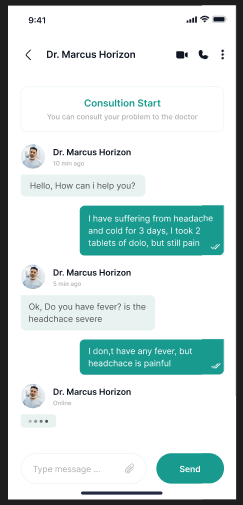 9:41
Dr. Marcus Horizon
Consultion Start
You can consult your problem to the doctor
Dr. Marcus Horizon
10 min ago
Hello, How can i help you?
I have suffering from headache
and cold for 3 days, I took 2
tablets of dolo, but still pain
Dr. Marcus Horizon
5 min ago
Ok, Do you have fever? is the
headchace severe
I don,t have any fever, but
headchace is painful
Dr. Marcus Horizon
Online
Type message ...
Send